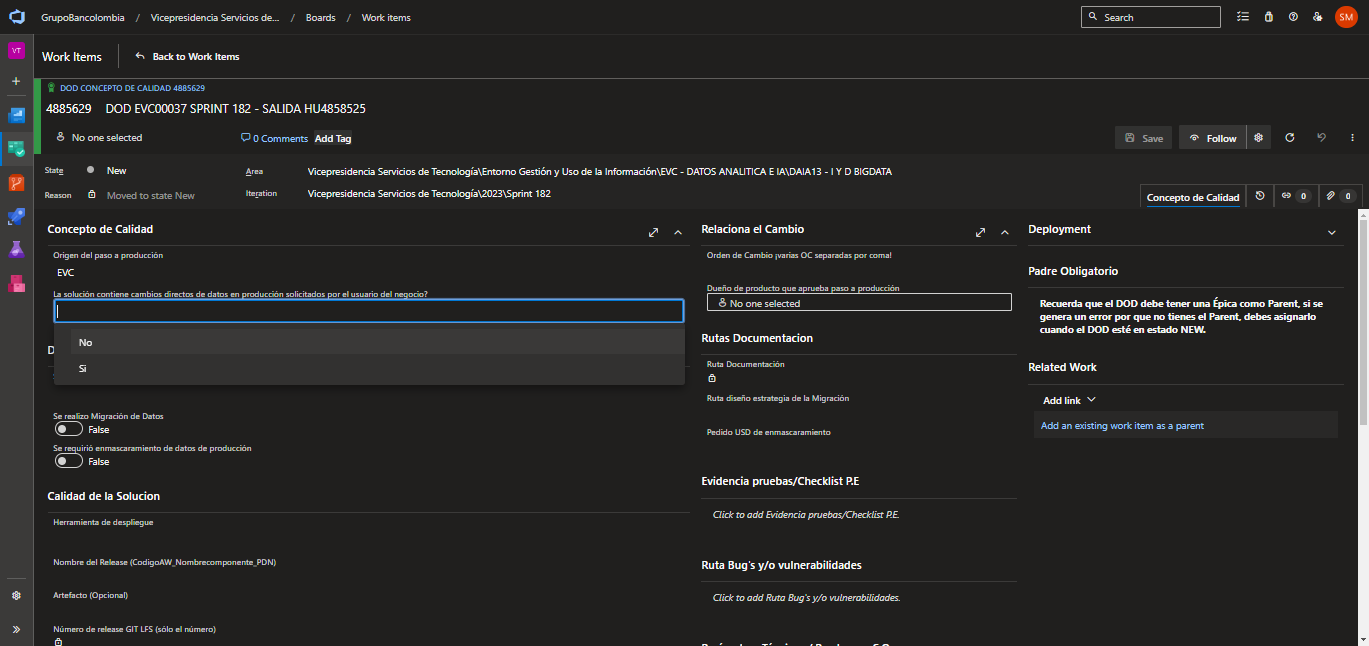 GrupoBancolombia / Vicepresidencia Servicios de... / Boards / Work items
Search
SM
VT
Work Items
Back to Work Items
DOD CONCEPTO DE CALIDAD 4885629
4885629 DOD EVC00037 SPRINT 182 - SALIDA HU4858525
No one selected
0 Comments
Add Tag
Save
Follow
State
New
Area
Vicepresidencia Servicios de Tecnología\Entorno Gestión y Uso de la Información\EVC - DATOS ANALITICA E IA\DAIA13 - I Y D BIGDATA
Reason
Moved to state New
Iteration
Vicepresidencia Servicios de Tecnología\2023\Sprint 182
Concepto de Calidad
0
0
Concepto de Calidad
Origen del paso a producción
EVC
La solución contiene cambios directos de datos en producción solicitados por el usuario del negocio?
No
Si
D
Se realizo Migración de Datos
False
Se requirió enmascaramiento de datos de producción
False
Calidad de la Solucion
Herramienta de despliegue
Nombre del Release (CodigoAW_Nombrecomponente_PDN)
Artefacto (Opcional)
Número de release GIT LFS (sólo el número)
Relaciona el Cambio
Orden de Cambio ¡varias OC separadas por coma!
Dueño de producto que aprueba paso a producción
No one selected
Rutas Documentacion
Ruta Documentación
Ruta diseño estrategia de la Migración
Pedido USD de enmascaramiento
Evidencia pruebas/Checklist P.E
Click to add Evidencia pruebas/Checklist P.E.
Ruta Bug's y/o vulnerabilidades
Click to add Ruta Bug's y/o vulnerabilidades.
Deployment
Padre Obligatorio
Recuerda que el DOD debe tener una Épica como Parent, si se
genera un error por que no tienes el Parent, debes asignarlo
cuando el DOD esté en estado NEW.
Related Work
Add link
Add an existing work item as a parent